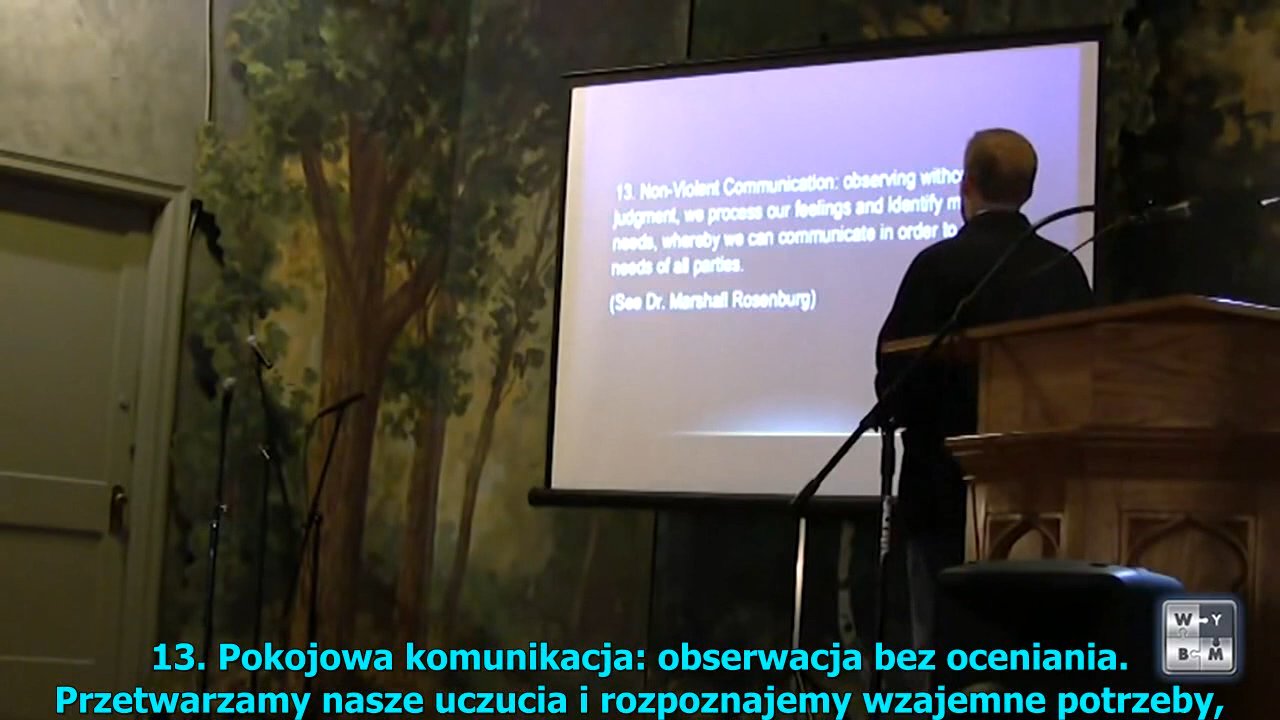 13. Non-Violent Communication: observing
judgment, we process our feelings and identify
needs, whereby we can communicate in order to
needs of all parties.
(See Dr. Marshall Rosenburg)
W Y
B M
13. Pokojowa komunikacja: obserwacja bez oceniania.
Przetwarzamy nasze uczucia i rozpoznajemy wzajemne potrzeby,